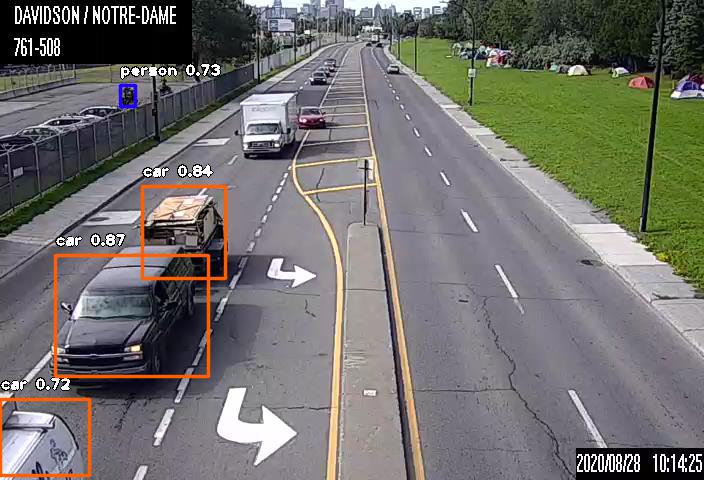 DAVIDSON / NOTRE-DAME
761-508
person 0.73
car 0.84
car 0.87
car 0.72
2020/08/28 10:14:25